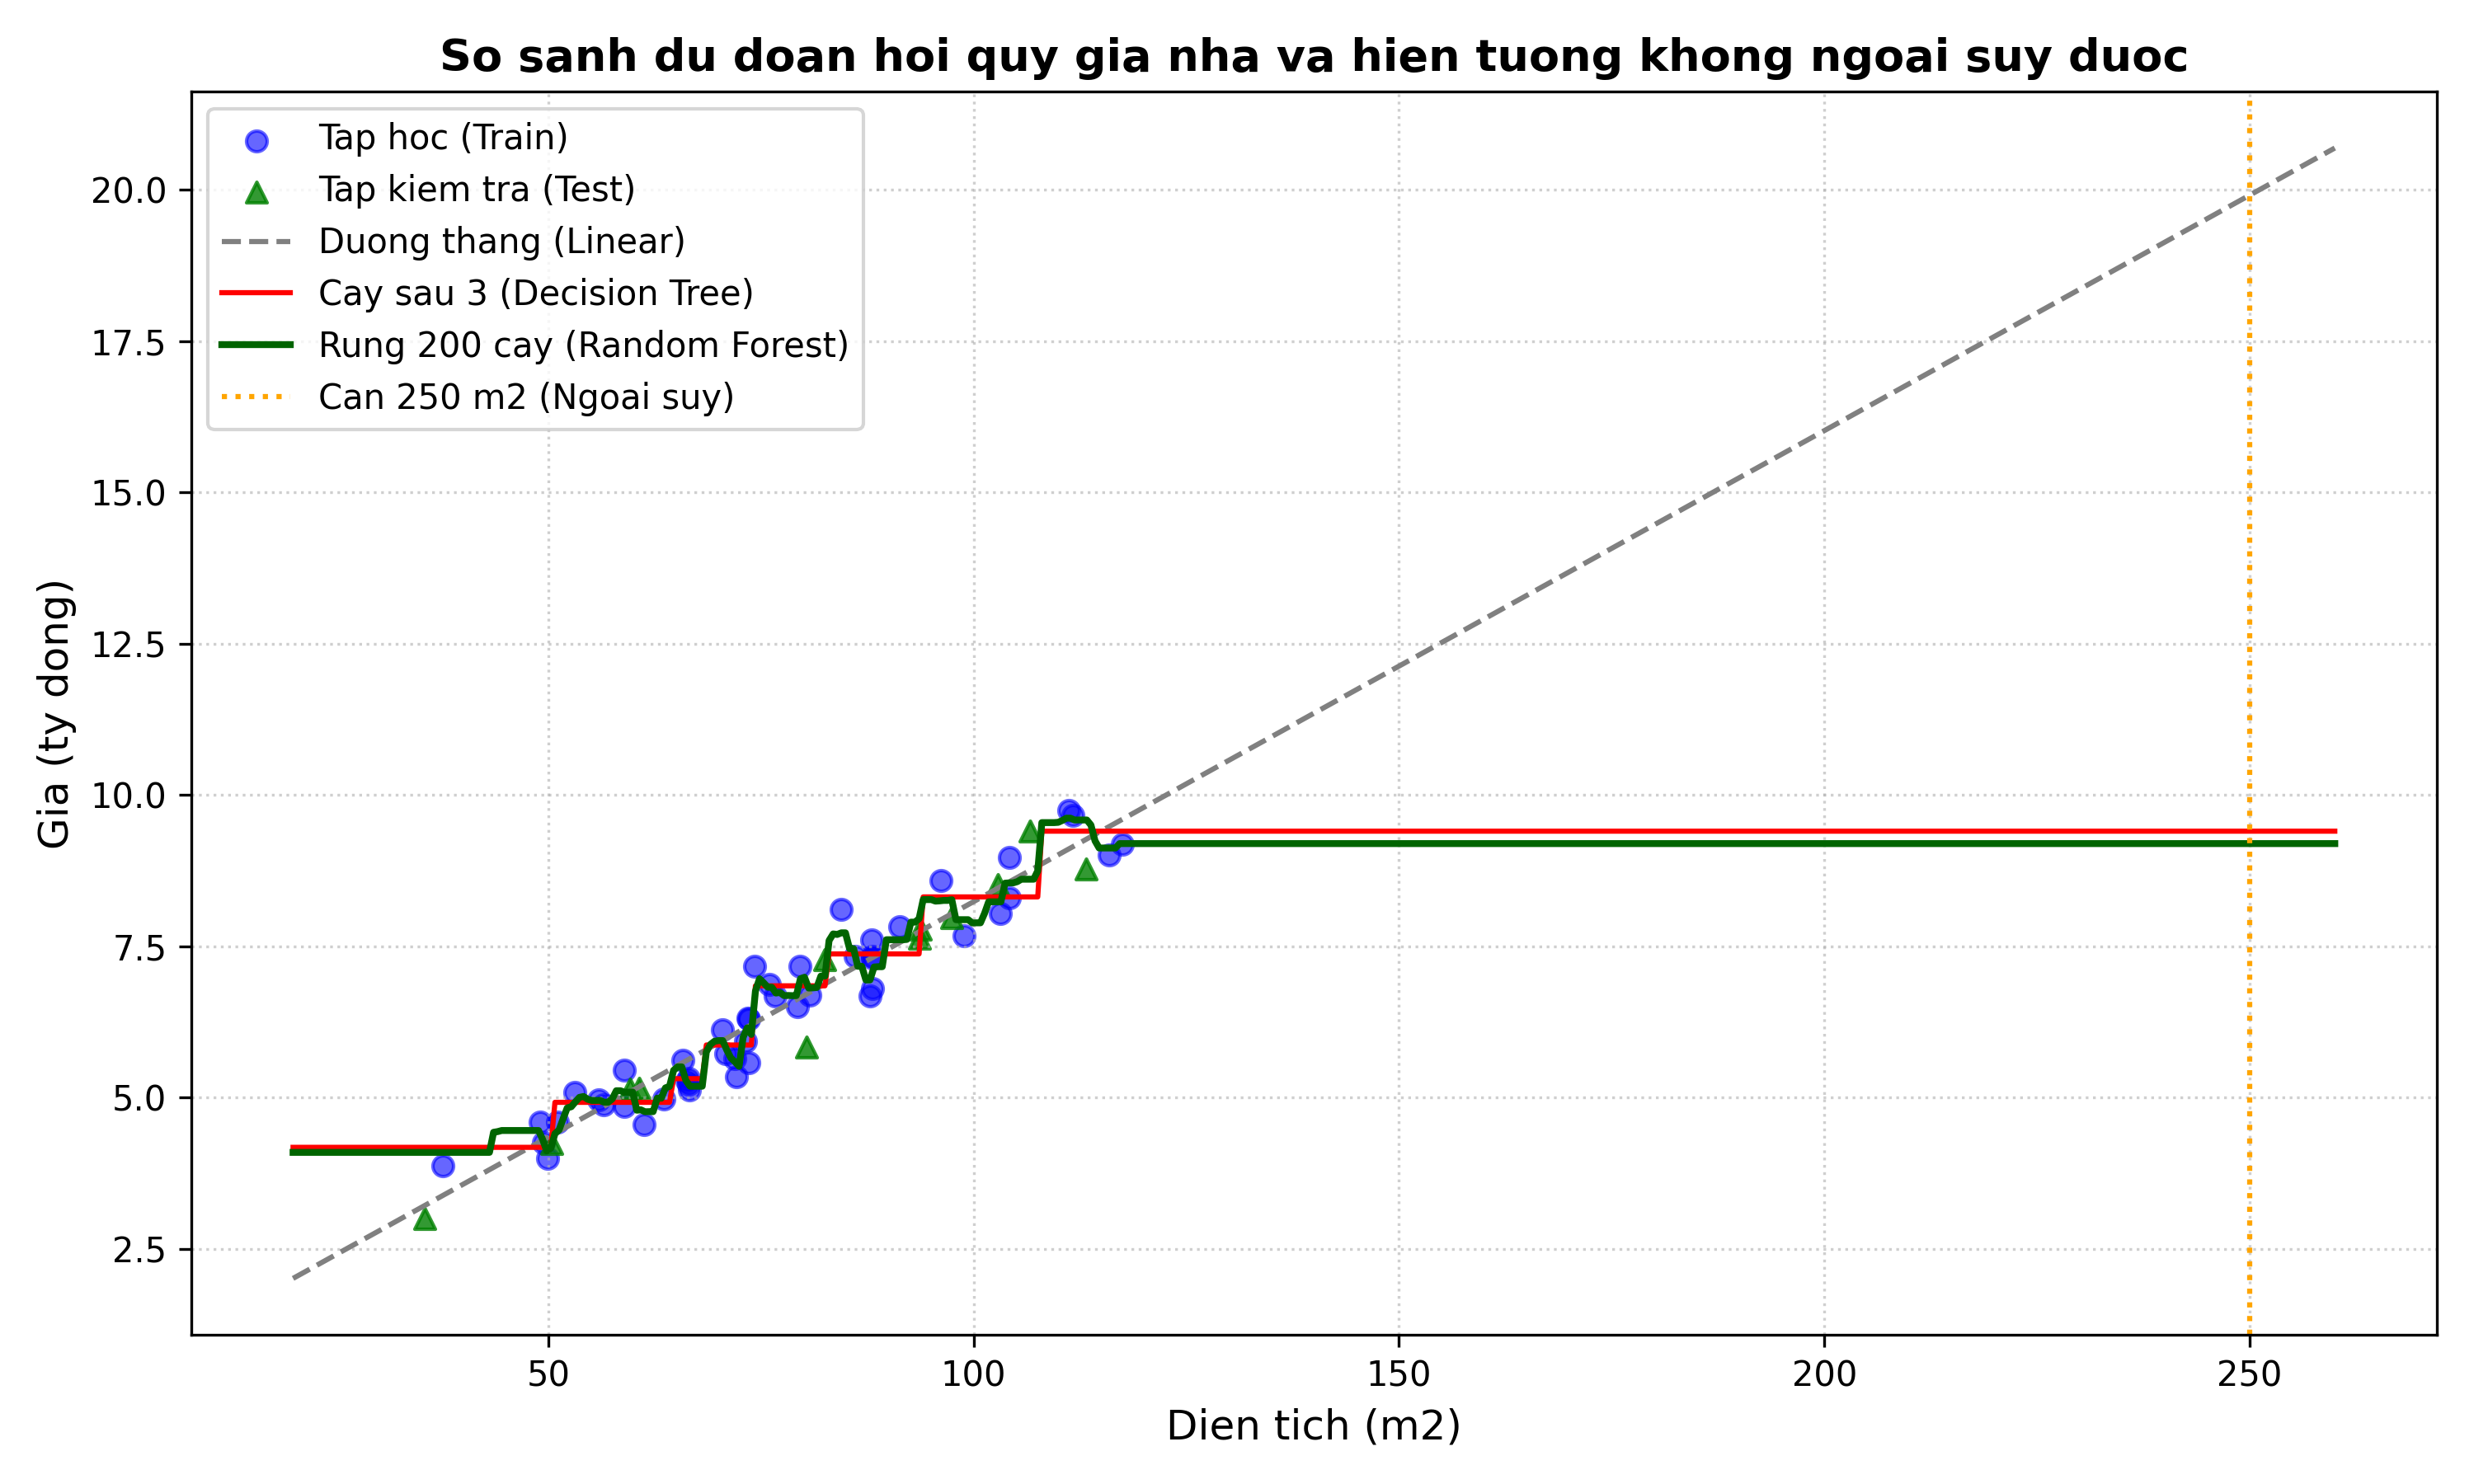 So sanh du doan hoi quy gia nha va hien tuong khong ngoai suy duoc
Tap hoc (Train)
Tap kiem tra (Test)
Duong thang (Linear)
Cay sau 3 (Decision Tree)
Rung 200 cay (Random Forest)
Can 250 m2 (Ngoai suy)
Gia (ty dong)
20.0
17.5
15.0
12.5
10.0
7.5
5.0
2.5
50 100 150 200 250
Dien tich (m2)